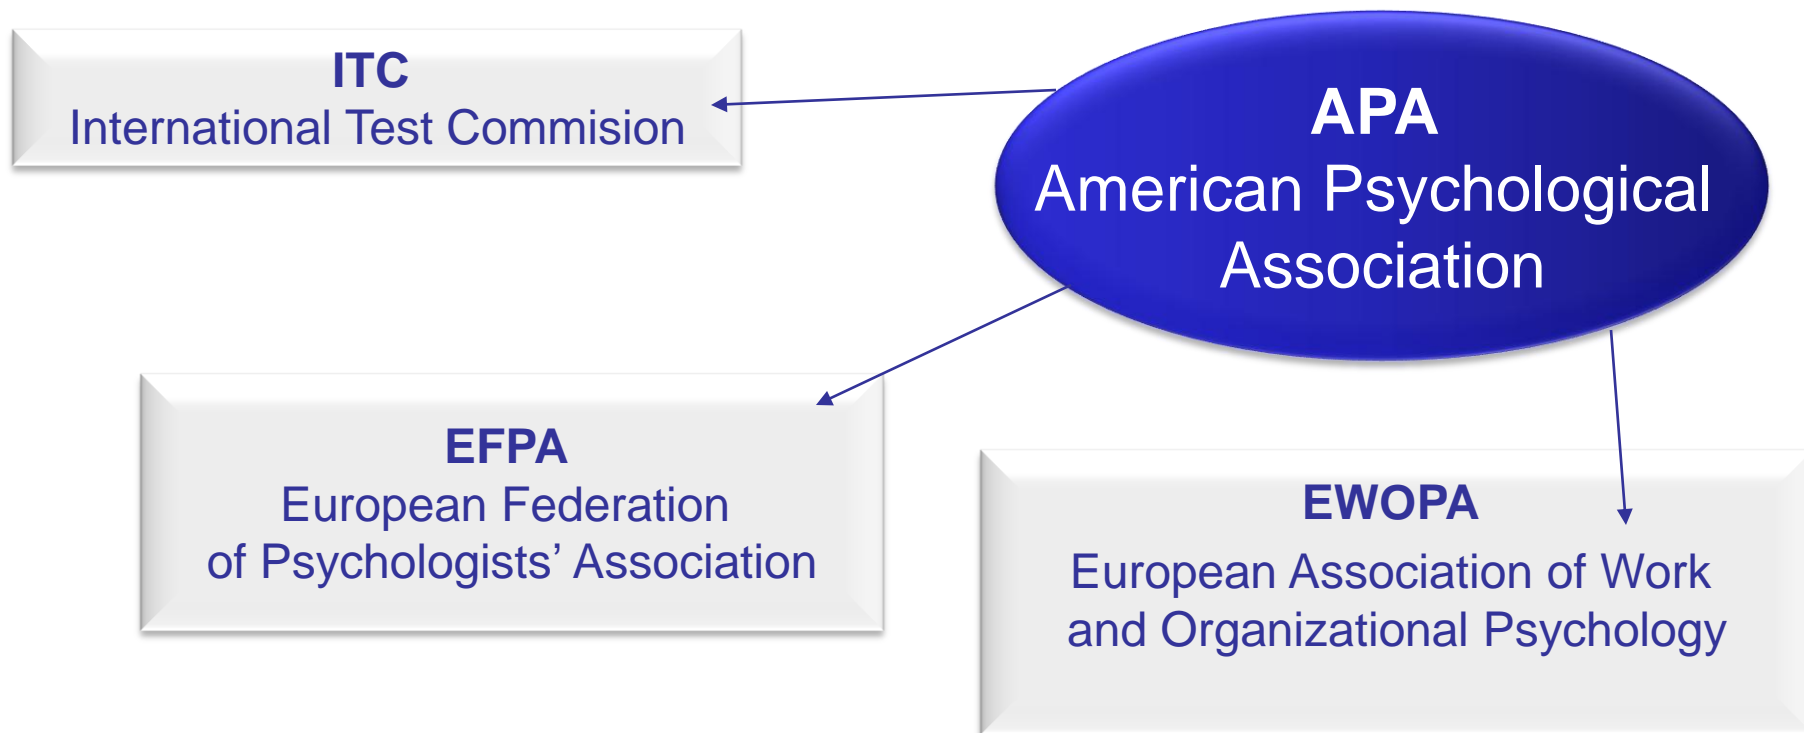 ITC
International Test Commision
APA
American Psychological
Association
EFPA
European Federation
of Psychologists’ Association
EWOPA
European Association of Work
and Organizational Psychology